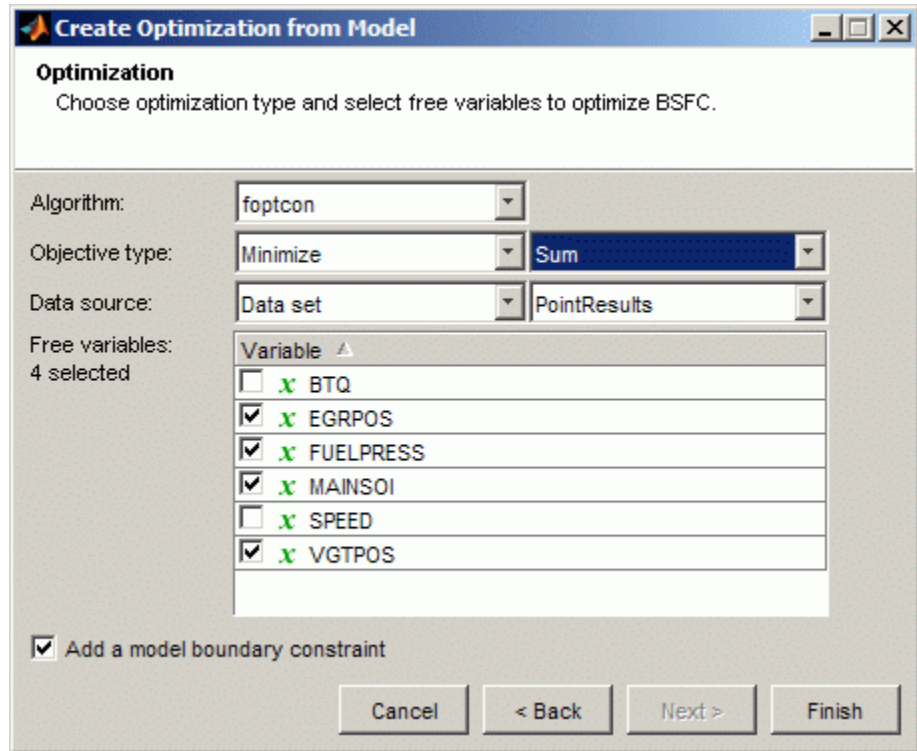 Create Optimization from Model
Optimization
Choose optimization type and select free variables to optimize BSFC.
Algorithm: foptcon
Objective type: Minimize Sum
Data source: Data set PointResults
Free variables: Variable
4 selected
x BTQ
x EGRPOS
x FUELPRESS
x MAINSOI
x SPEED
x VGTPOS
Add a model boundary constraint
Cancel < Back Next > Finish